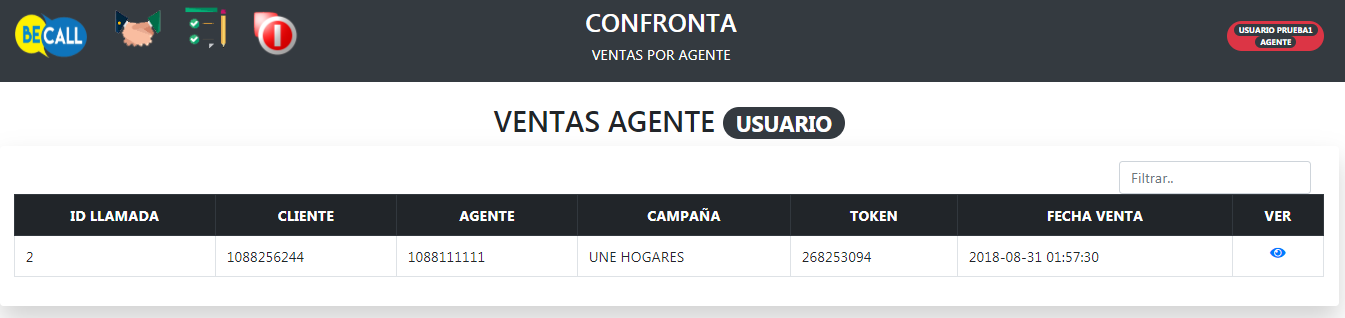 BECALL
CONFRONTA
VENTAS POR AGENTE
USUARIO PRUEBA1
AGENTE
VENTAS AGENTE USUARIO
Filtrar..
ID LLAMADA CLIENTE AGENTE CAMPAÑA TOKEN FECHA VENTA VER
2 1088256244 1088111111 UNE HOGARES 268253094 2018-08-31 01:57:30